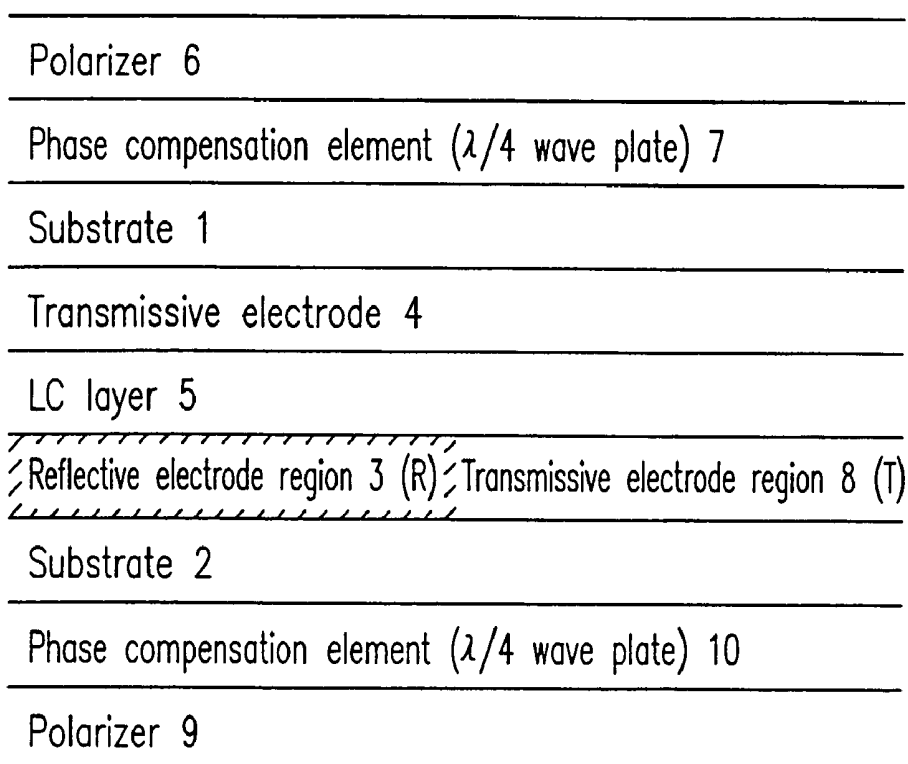 Polarizer 6
Phase compensation element (λ/4 wave plate) 7
Substrate 1
Transmissive electrode 4
LC layer 5
Reflective electrode region 3 (R) Transmissive electrode region 8 (T)
Substrate 2
Phase compensation element (λ/4 wave plate) 10
Polarizer 9